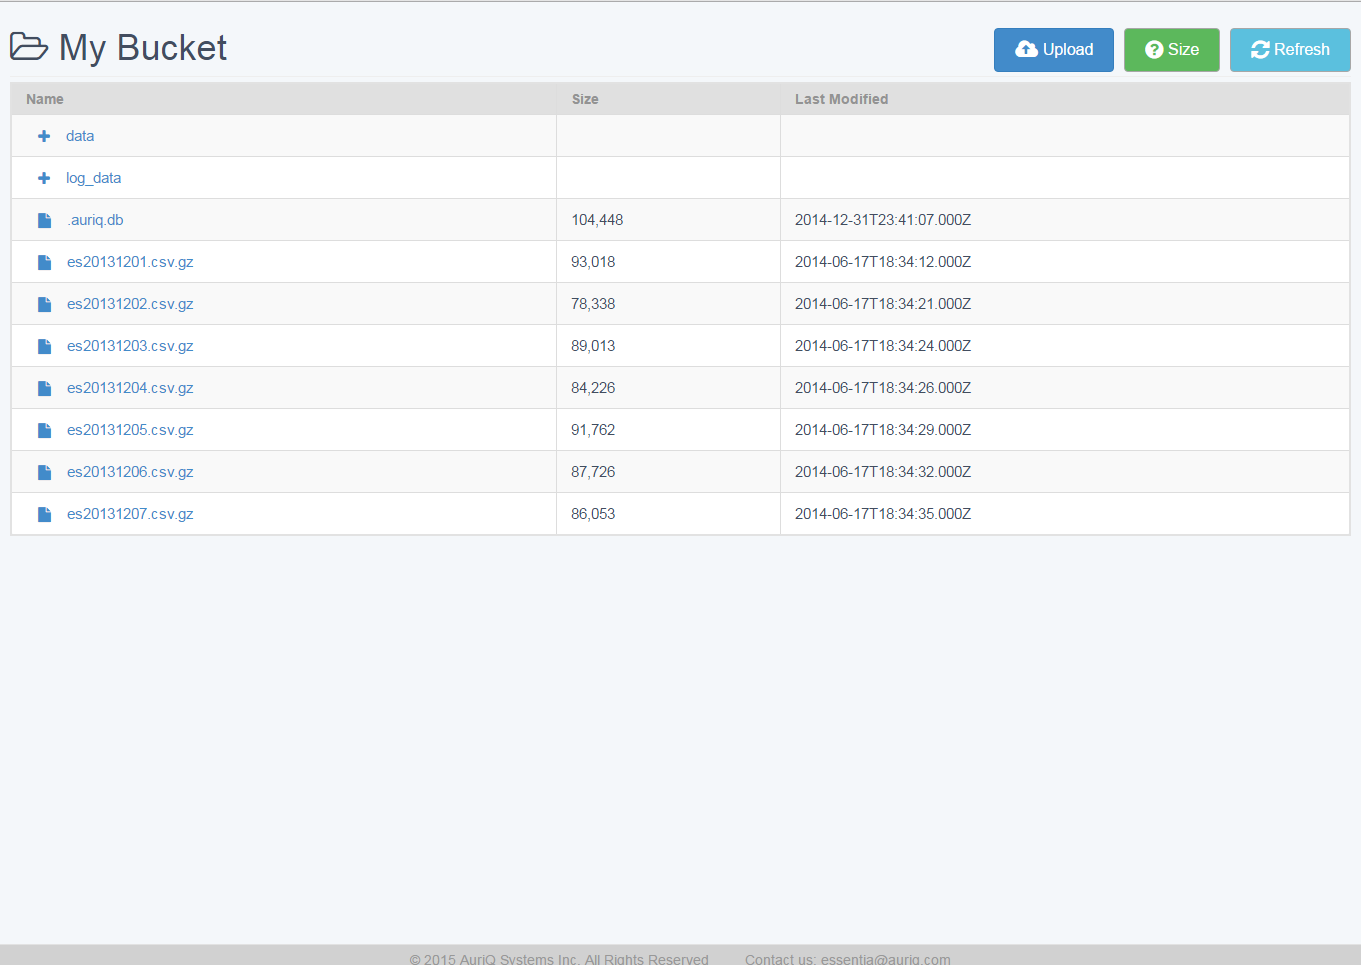 My Bucket
Upload Size Refresh
Name Size Last Modified
data
log_data
.auriq.db 104,448 2014-12-31T23:41:07.000Z
es20131201.csv.gz 93,018 2014-06-17T18:34:12.000Z
es20131202.csv.gz 78,338 2014-06-17T18:34:21.000Z
es20131203.csv.gz 89,013 2014-06-17T18:34:24.000Z
es20131204.csv.gz 84,226 2014-06-17T18:34:26.000Z
es20131205.csv.gz 91,762 2014-06-17T18:34:29.000Z
es20131206.csv.gz 87,726 2014-06-17T18:34:32.000Z
es20131207.csv.gz 86,053 2014-06-17T18:34:35.000Z
© 2015 AuriQ Systems Inc. All Rights Reserved Contact us: essentia@auriq.com